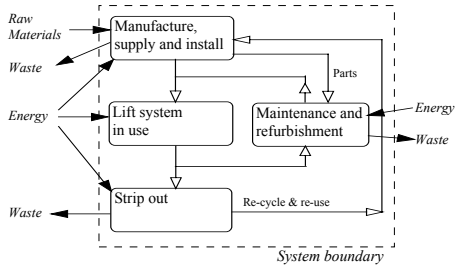 Raw
Materials
Waste
Manufacture,
supply and install
Parts
Energy
Lift system
in use
Maintenance and
refurbishment
Energy
Waste
Waste
Strip out
Re-cycle & re-use
System boundary